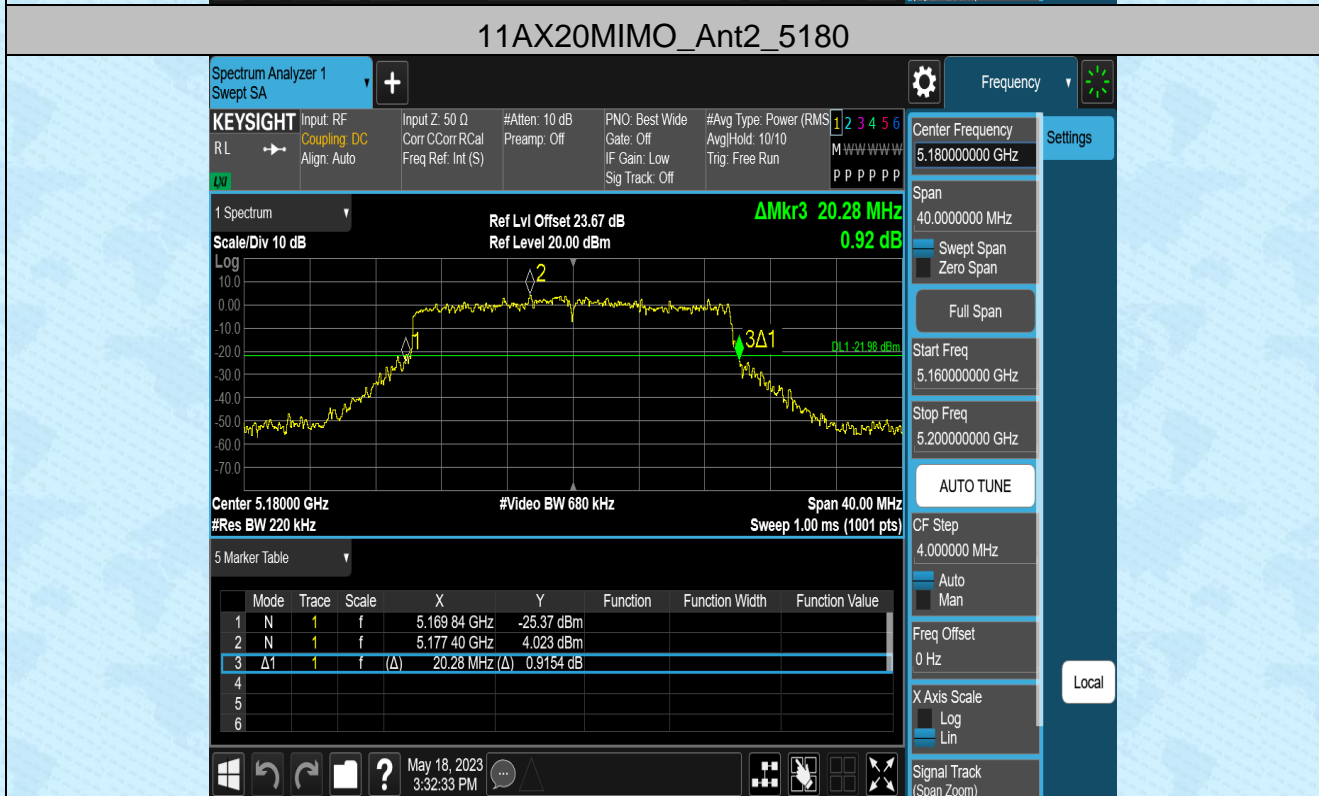 11AX20MIMO_Ant2_5180
Spectrum Analyzer 1
Swept SA
+
Frequency
KEYSIGHT
RL
LXI
Input: RF
Coupling: DC
Align: Auto
Input Z: 50 Ω
Corr CCorr RCal
Freq Ref: Int (S)
#Atten: 10 dB
Preamp: Off
PNO: Best Wide
Gate: Off
IF Gain: Low
Sig Track: Off
#Avg Type: Power (RMS
Avg|Hold: 10/10
Trig: Free Run
1 2 3 4 5 6
M W W W W W
P P P P P P
1 Spectrum
Scale/Div 10 dB
Ref Lvl Offset 23.67 dB
Ref Level 20.00 dBm
ΔMkr3 20.28 MHz
0.92 dB
Log
10.0
0.00
-10.0
-20.0
-30.0
-40.0
-50.0
-60.0
-70.0
2
1
3Δ1
DL1 -21.98 dBm
Center 5.18000 GHz
#Video BW 680 kHz
Span 40.00 MHz
#Res BW 220 kHz
Sweep 1.00 ms (1001 pts)
5 Marker Table
Mode Trace Scale X Y Function Function Width Function Value
1 N 1 f 5.169 84 GHz -25.37 dBm
2 N 1 f 5.177 40 GHz 4.023 dBm
3 Δ1 1 f (Δ) 20.28 MHz (Δ) 0.9154 dB
4
5
6
?
May 18, 2023
3:32:33 PM
Center Frequency
5.180000000 GHz
Settings
Span
40.0000000 MHz
Swept Span
Zero Span
Full Span
Start Freq
5.160000000 GHz
Stop Freq
5.200000000 GHz
AUTO TUNE
CF Step
4.000000 MHz
Auto
Man
Freq Offset
0 Hz
X Axis Scale
Log
Lin
Local
Signal Track
(Span Zoom)